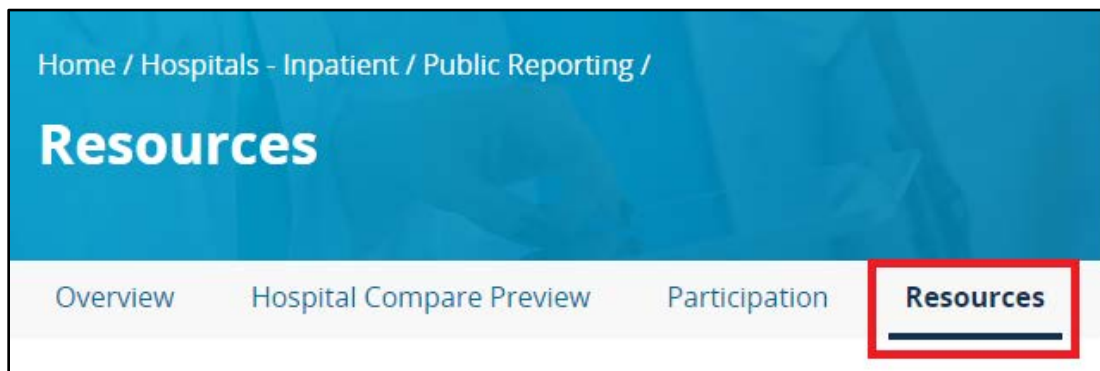 Home / Hospitals - Inpatient / Public Reporting /
Resources
Overview Hospital Compare Preview Participation Resources